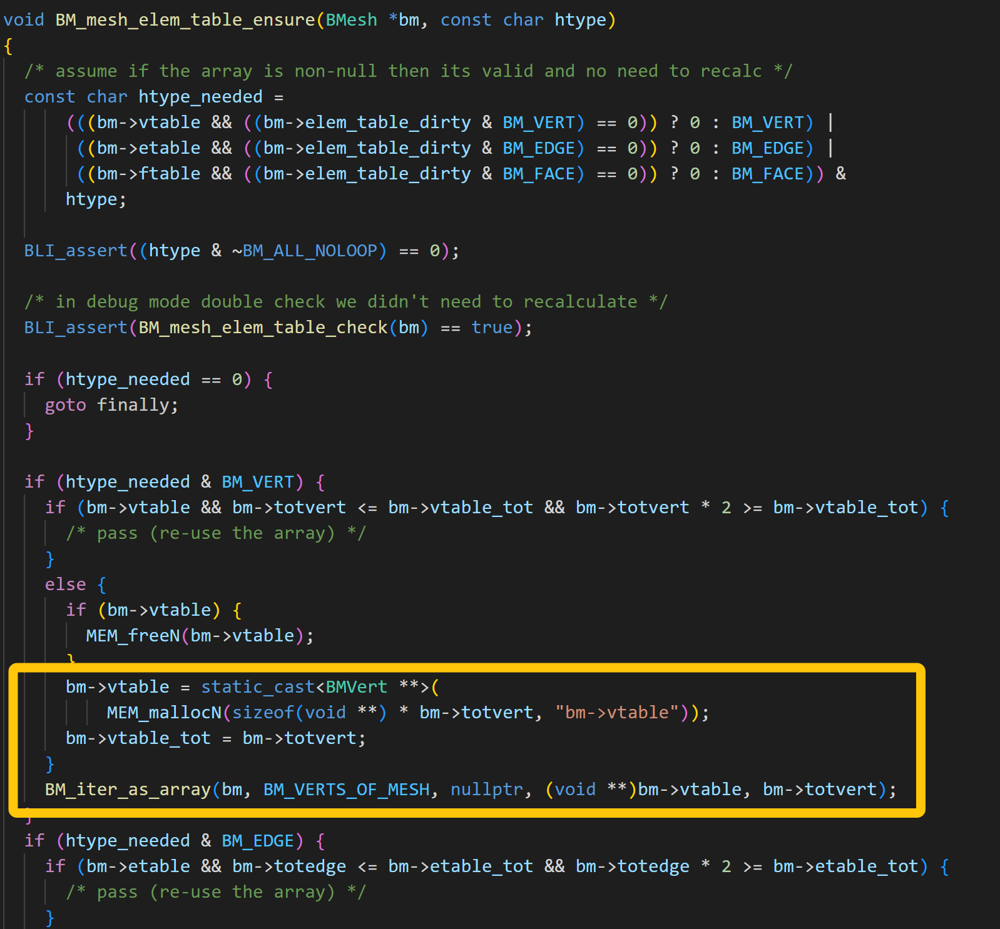 void BM_mesh_elem_table_ensure(BMesh *bm, const char htype)
{
  /* assume if the array is non-null then its valid and no need to recalc */
  const char htype_needed =
      (((bm->vtable && ((bm->elem_table_dirty & BM_VERT) == 0)) ? 0 : BM_VERT) |
       ((bm->etable && ((bm->elem_table_dirty & BM_EDGE) == 0)) ? 0 : BM_EDGE) |
       ((bm->ftable && ((bm->elem_table_dirty & BM_FACE) == 0)) ? 0 : BM_FACE)) &
      htype;

  BLI_assert((htype & ~BM_ALL_NOLOOP) == 0);

  /* in debug mode double check we didn't need to recalculate */
  BLI_assert(BM_mesh_elem_table_check(bm) == true);

  if (htype_needed == 0) {
    goto finally;
  }

  if (htype_needed & BM_VERT) {
    if (bm->vtable && bm->totvert <= bm->vtable_tot && bm->totvert * 2 >= bm->vtable_tot) {
      /* pass (re-use the array) */
    }
    else {
      if (bm->vtable) {
        MEM_freeN(bm->vtable);
      }
      bm->vtable = static_cast<BMVert **>(
          MEM_mallocN(sizeof(void **) * bm->totvert, "bm->vtable"));
      bm->vtable_tot = bm->totvert;
    }
    BM_iter_as_array(bm, BM_VERTS_OF_MESH, nullptr, (void **)bm->vtable, bm->totvert);
  }
  if (htype_needed & BM_EDGE) {
    if (bm->etable && bm->totedge <= bm->etable_tot && bm->totedge * 2 >= bm->etable_tot) {
      /* pass (re-use the array) */
    }